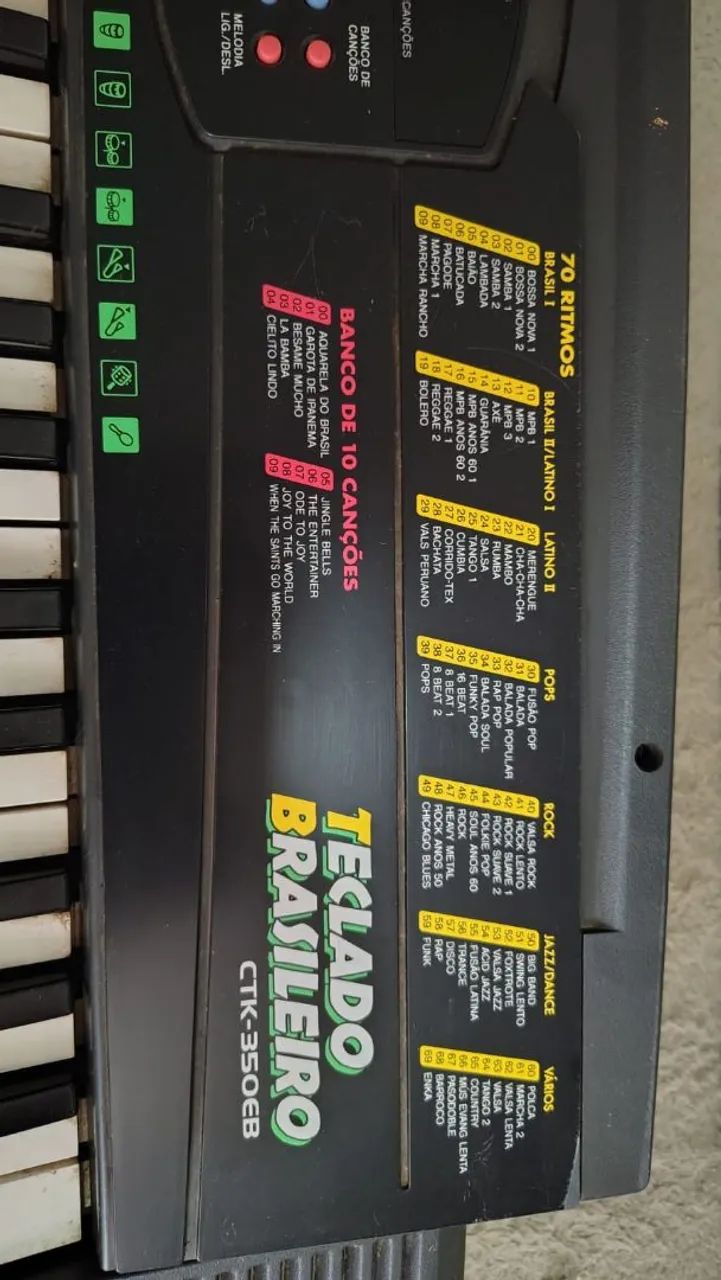 CANÇÕES
BANCO DE
CANÇÕES
MELODIA
LIG./DESL.
70 RITMOS
BRASIL I
00 BOSSA NOVA 1
01 BOSSA NOVA 2
02 SAMBA 1
03 SAMBA 2
04 LAMBADA
05 BAIÃO
06 BATUCADA
07 PAGODE
08 MARCHA 1
09 MARCHA RANCHO
BRASIL II/LATINO I
10 MPB 1
11 MPB 2
12 MPB 3
13 AXÉ
14 GUARÂNIA
15 MPB ANOS 60 1
16 MPB ANOS 60 2
17 REGGAE 1
18 REGGAE 2
19 BOLERO
LATINO II
20 MERENGUE
21 CHA-CHA-CHA
22 MAMBO
23 RUMBA
24 SALSA
25 TANGO 1
26 CUMBIA
27 CORRIDO-TEX
28 BACHATA
29 VALS PERUANO
POPS
30 FUSÃO POP
31 BALADA
32 BALADA POPULAR
33 RAP POP
34 BALADA SOUL
35 FUNKY POP
36 16 BEAT
37 8 BEAT 1
38 8 BEAT 2
39 POPS
ROCK
40 VALSA ROCK
41 ROCK LENTO
42 ROCK SUAVE 1
43 ROCK SUAVE 2
44 FOLKIE POP
45 SOUL ANOS 60
46 ROCK
47 HEAVY METAL
48 ROCK ANOS 50
49 CHICAGO BLUES
JAZZ/DANCE
50 BIG BAND
51 SWING LENTO
52 FOXTROTE
53 VALSA JAZZ
54 ACID JAZZ
55 FUSÃO LATINA
56 TRANCE
57 DISCO
58 RAP
59 FUNK
VÁRIOS
60 POLCA
61 MARCHA 2
62 VALSA LENTA
63 VALSA
64 TANGO 2
65 COUNTRY
66 MUS EVANG LENTA
67 PASODOBLE
68 BARROCO
69 ENKA
BANCO DE 10 CANÇÕES
00 AQUARELA DO BRASIL
01 GAROTA DE IPANEMA
02 BESAME MUCHO
03 LA BAMBA
04 CIELITO LINDO
05 JINGLE BELLS
06 THE ENTERTAINER
07 ODE TO JOY
08 JOY TO THE WORLD
09 WHEN THE SAINTS GO MARCHING IN
TECLADO
BRASILEIRO
CTK-350EB